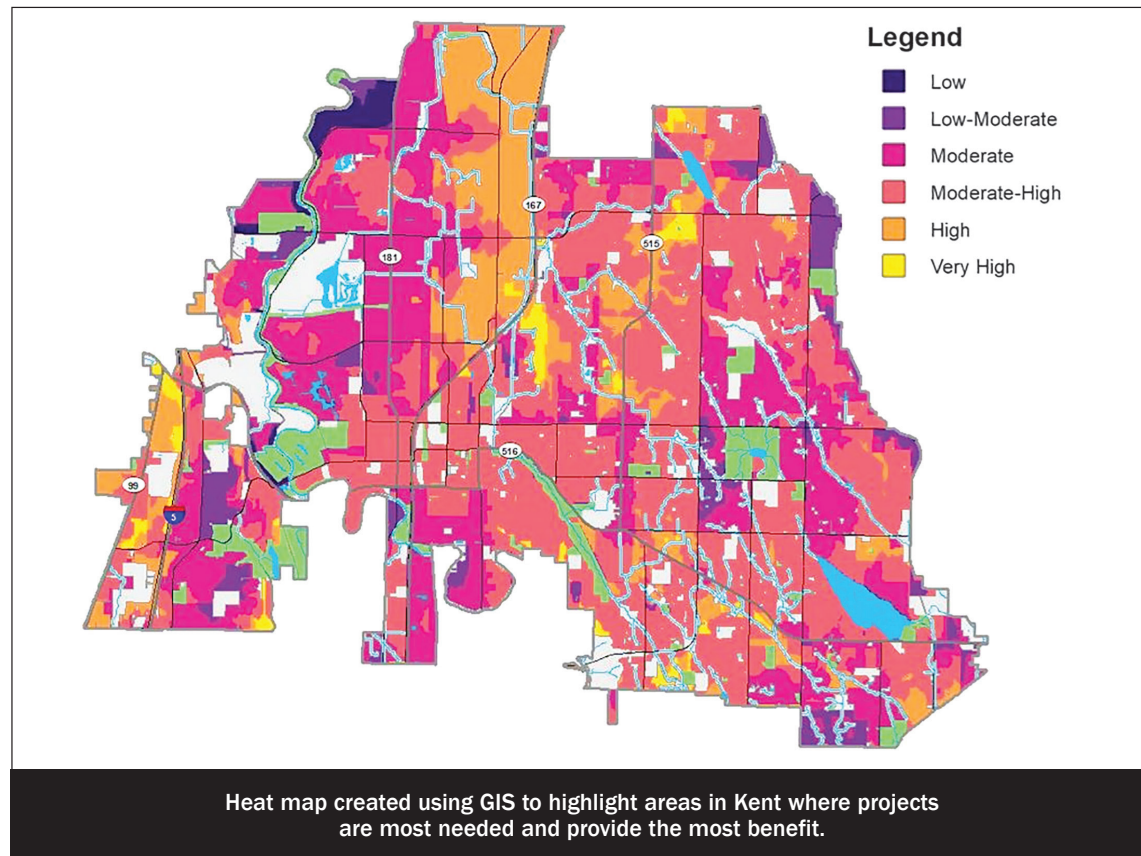 Legend
Low
Low-Moderate
Moderate
Moderate-High
High
Very High
167
515
181
516
99
5
Heat map created using GIS to highlight areas in Kent where projects
are most needed and provide the most benefit.